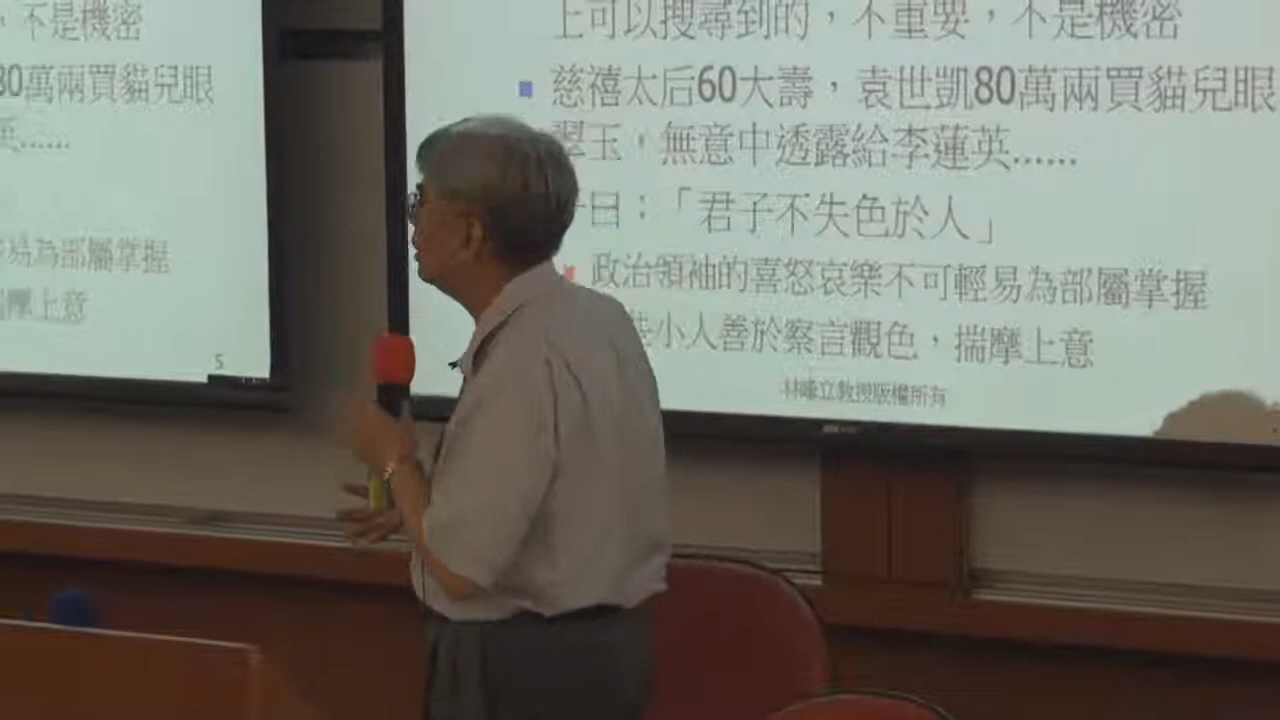 ，不是機密
80萬兩買貓兒眼
英......
易為部屬掌握
揣摩上意
5
上可以搜尋到的，不重要，不是機密
慈禧太后60大壽，袁世凱80萬兩買貓兒眼
翠玉，無意中透露給李蓮英......
曰：「君子不失色於人」
政治領袖的喜怒哀樂不可輕易為部屬掌握
小人善於察言觀色，揣摩上意
教授版權所有